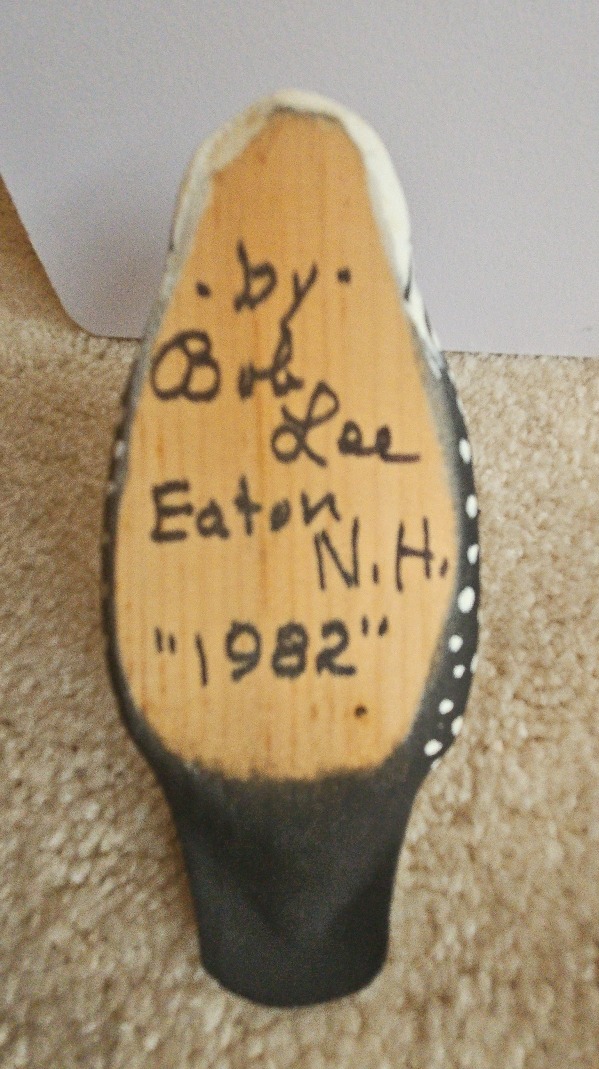 . by .
Bob
Lee
Eaton
N.H.
"1982"